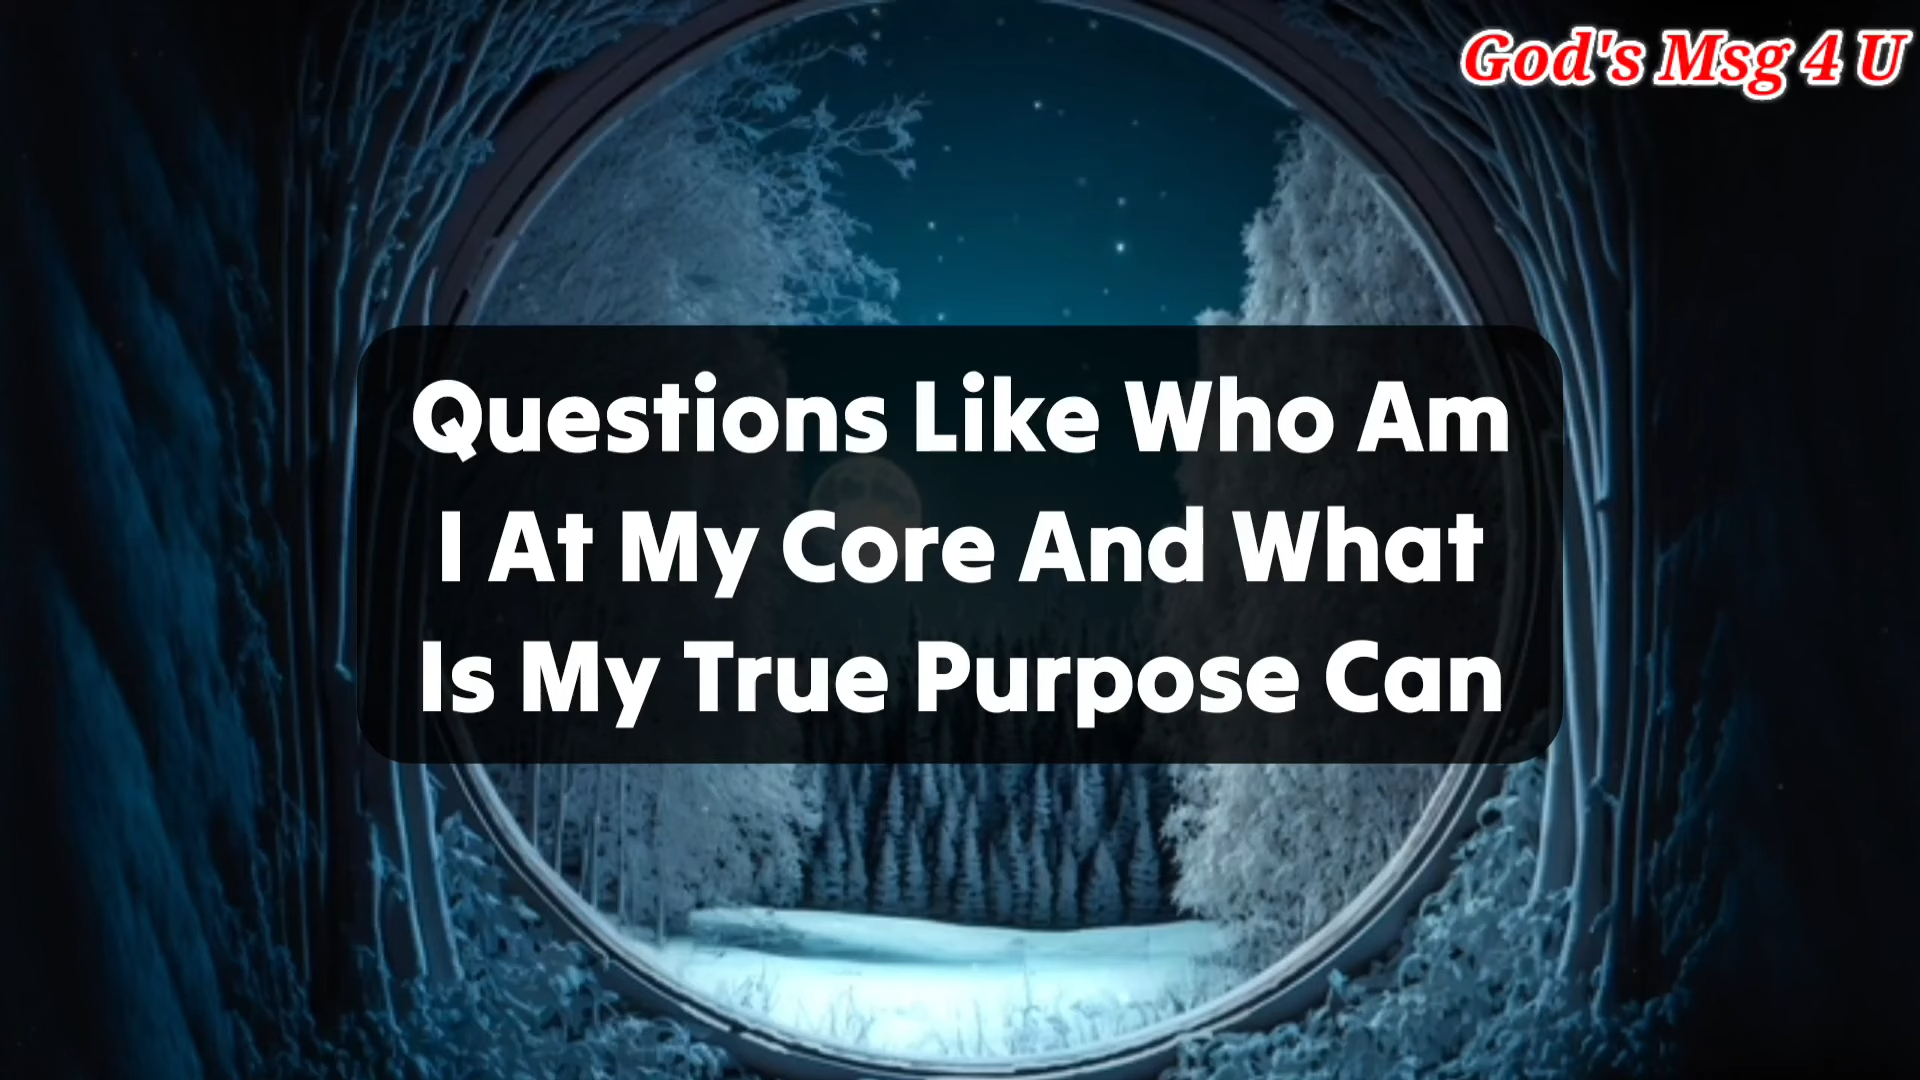 God's Msg 4 U
Questions Like Who Am
I At My Core And What
Is My True Purpose Can